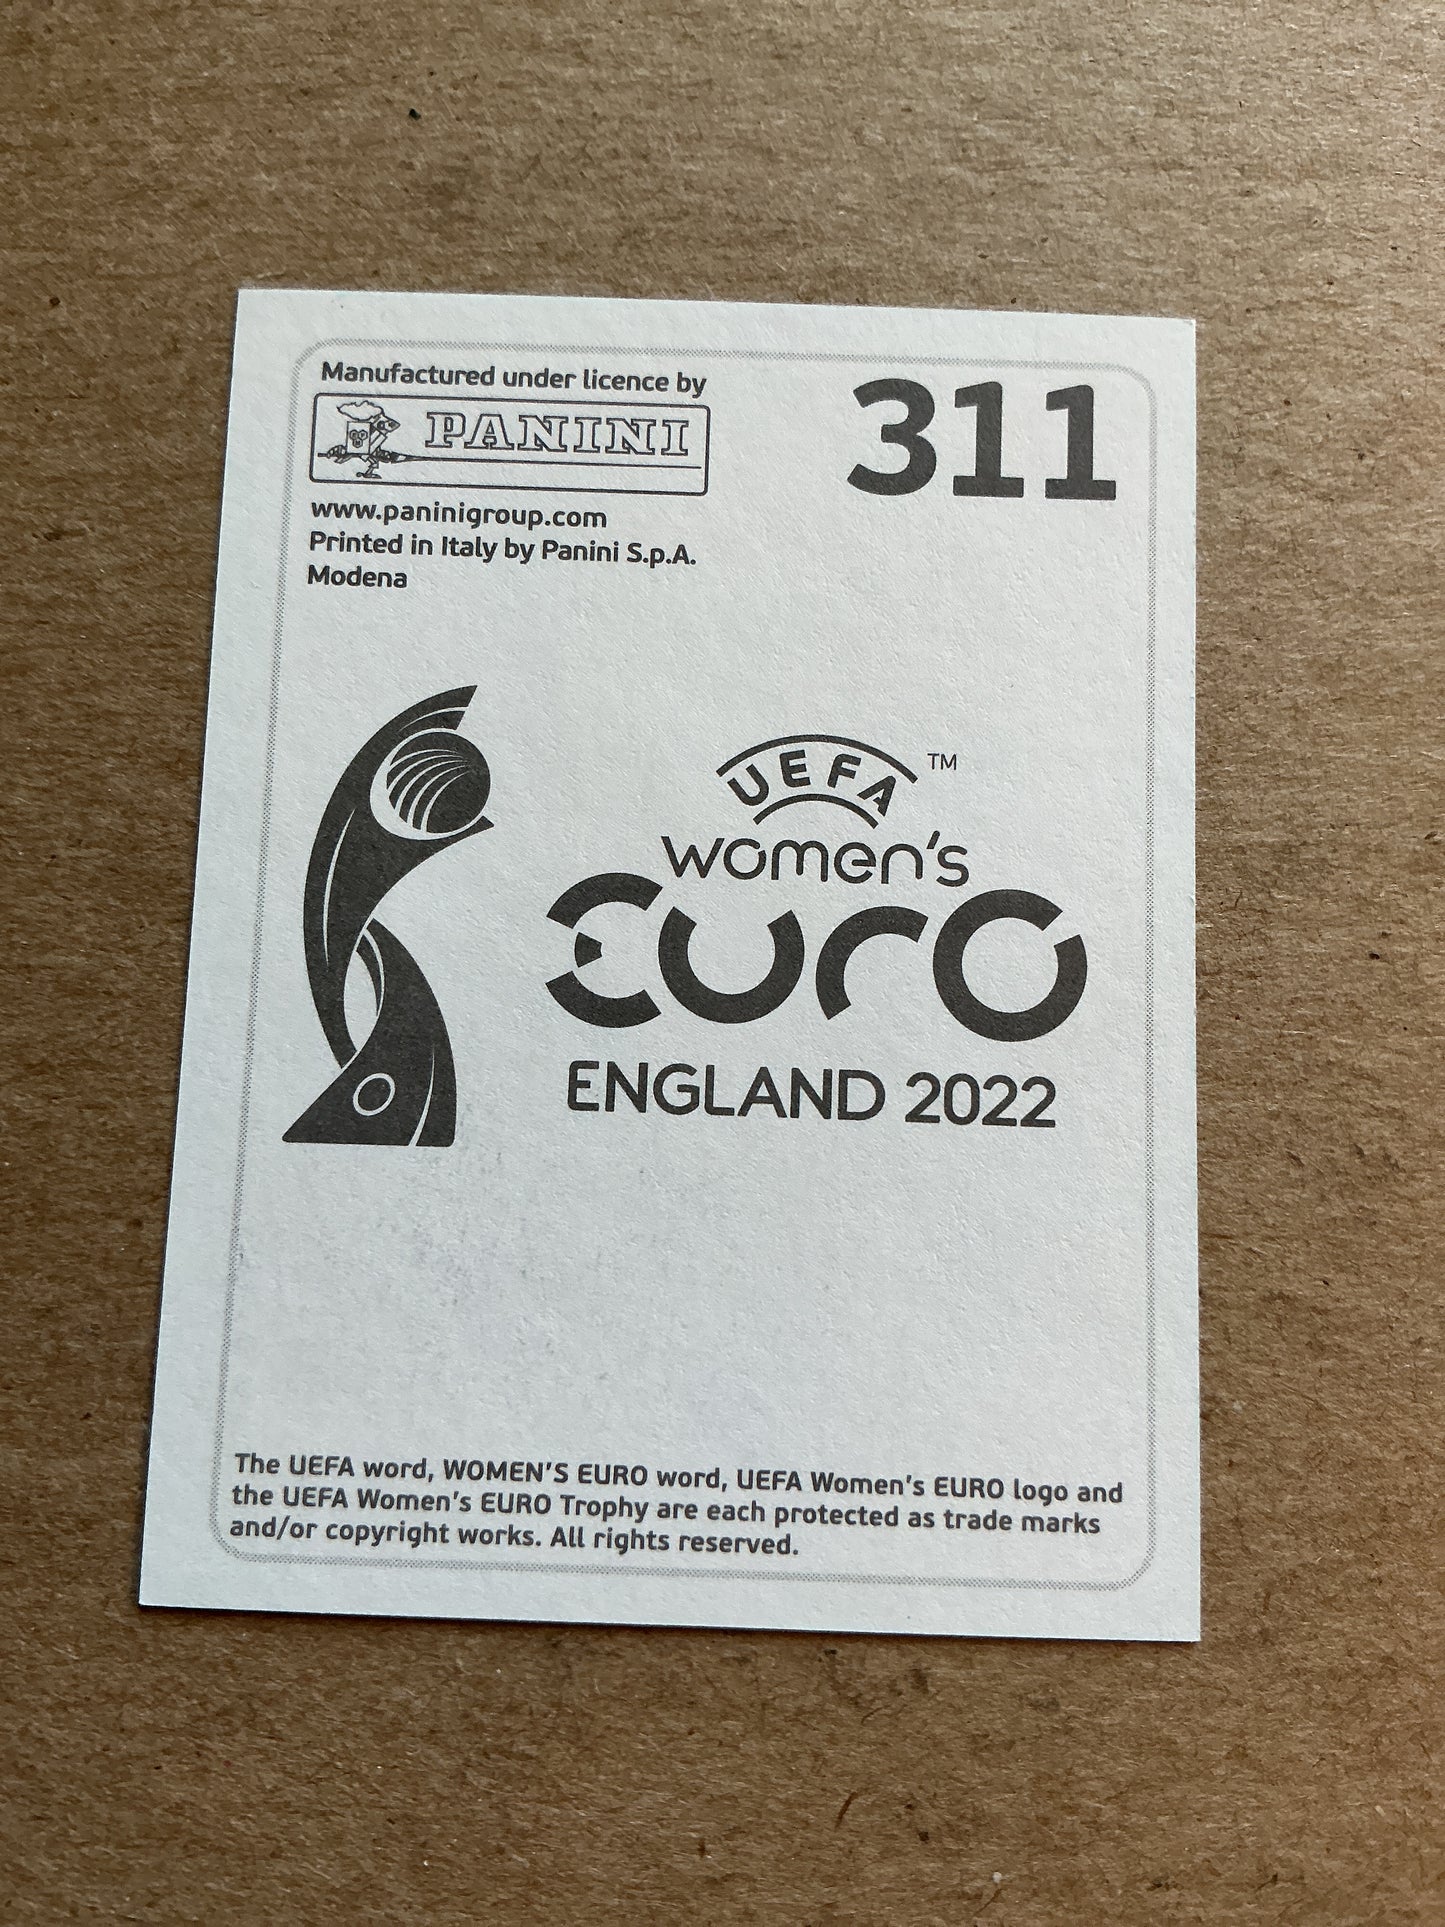 Manufactured under licence by
PANINI
311
www.paninigroup.com
Printed in Italy by Panini S.p.A.
Modena
UEFA ™
women's
EURO
ENGLAND 2022
The UEFA word, WOMEN'S EURO word, UEFA Women's EURO logo and
the UEFA Women's EURO Trophy are each protected as trade marks
and/or copyright works. All rights reserved.